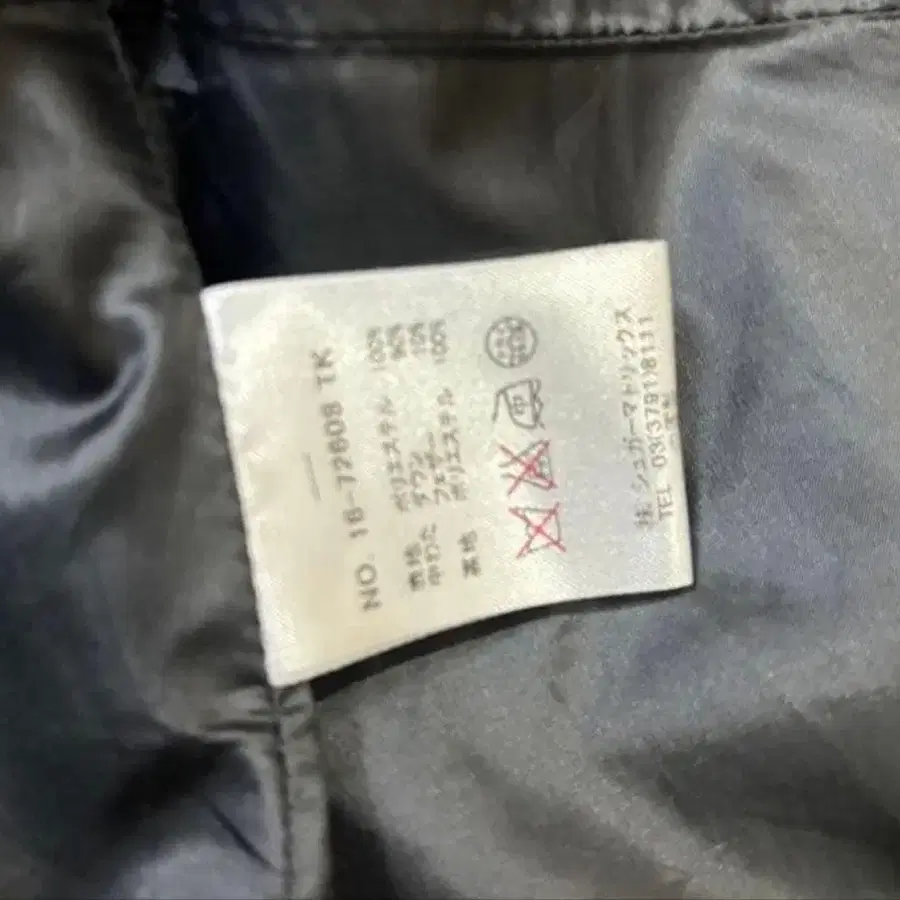 NO. 16-72608 TK
表地 ポリエステル 100%
中わた ダウン 90%
フェザー 10%
裏地 ポリエステル 100%
中
株 シュガーマトリックス
TEL 03(3791)8111